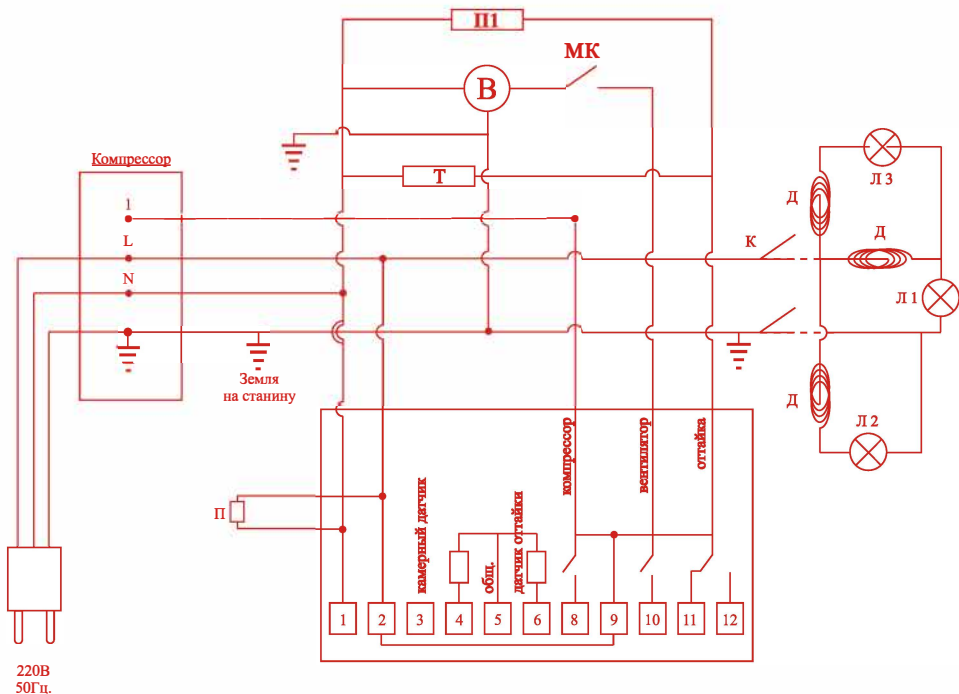 П1
МК
В
Компрессор
Т
1
L
N
Земля
на станину
К
Д
Л 3
Д
Л 1
Д
Л 2
П
камерный датчик
общ.
датчик оттайки
компрессор
вентилятор
оттайка
1 2 3 4 5 6 8 9 10 11 12
220В
50Гц.